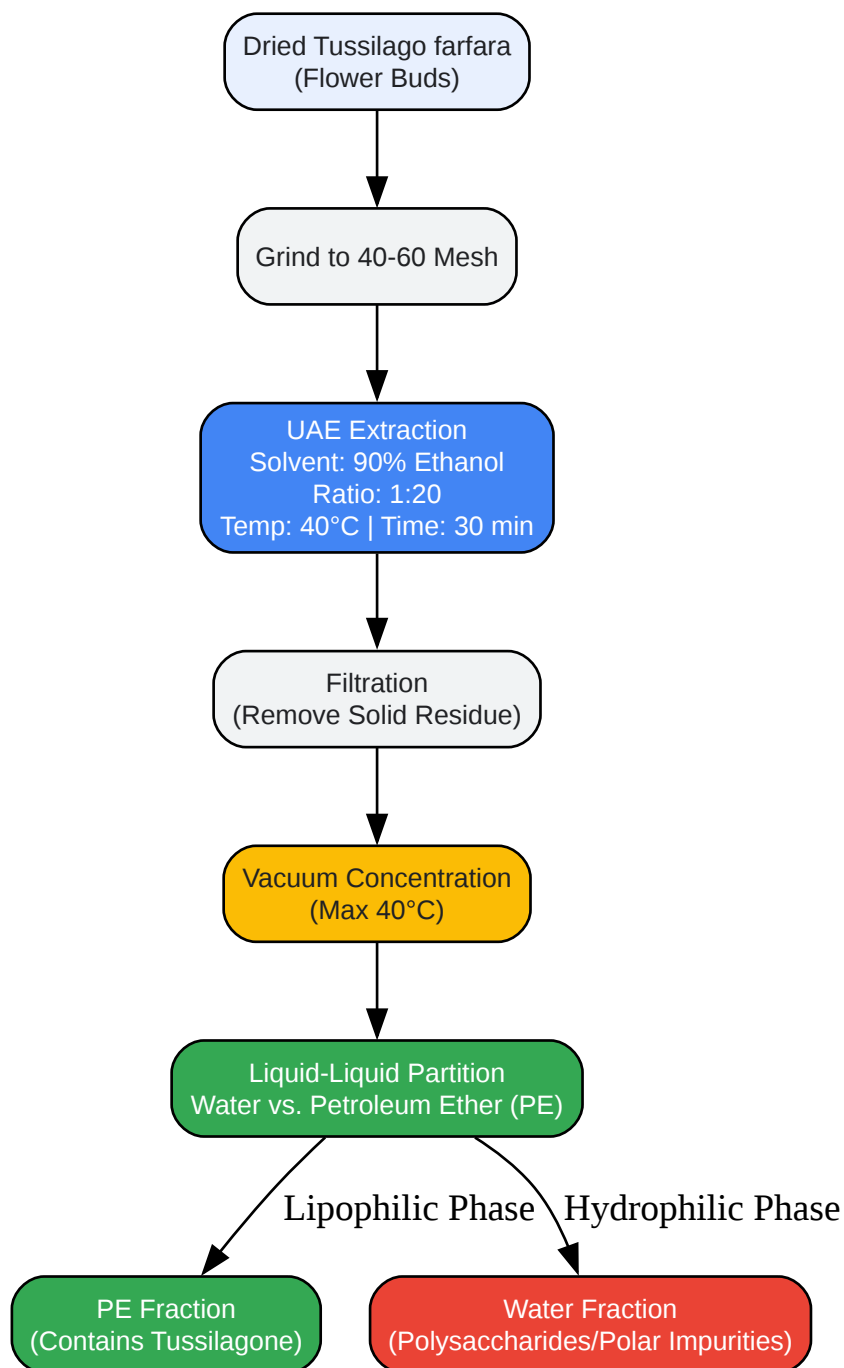 Dried Tussilago farfara
(Flower Buds)
Grind to 40-60 Mesh
UAE Extraction
Solvent: 90% Ethanol
Ratio: 1:20
Temp: 40°C | Time: 30 min
Filtration
(Remove Solid Residue)
Vacuum Concentration
(Max 40°C)
Liquid-Liquid Partition
Water vs. Petroleum Ether (PE)
Lipophilic Phase
Hydrophilic Phase
PE Fraction
(Contains Tussilagone)
Water Fraction
(Polysaccharides/Polar Impurities)